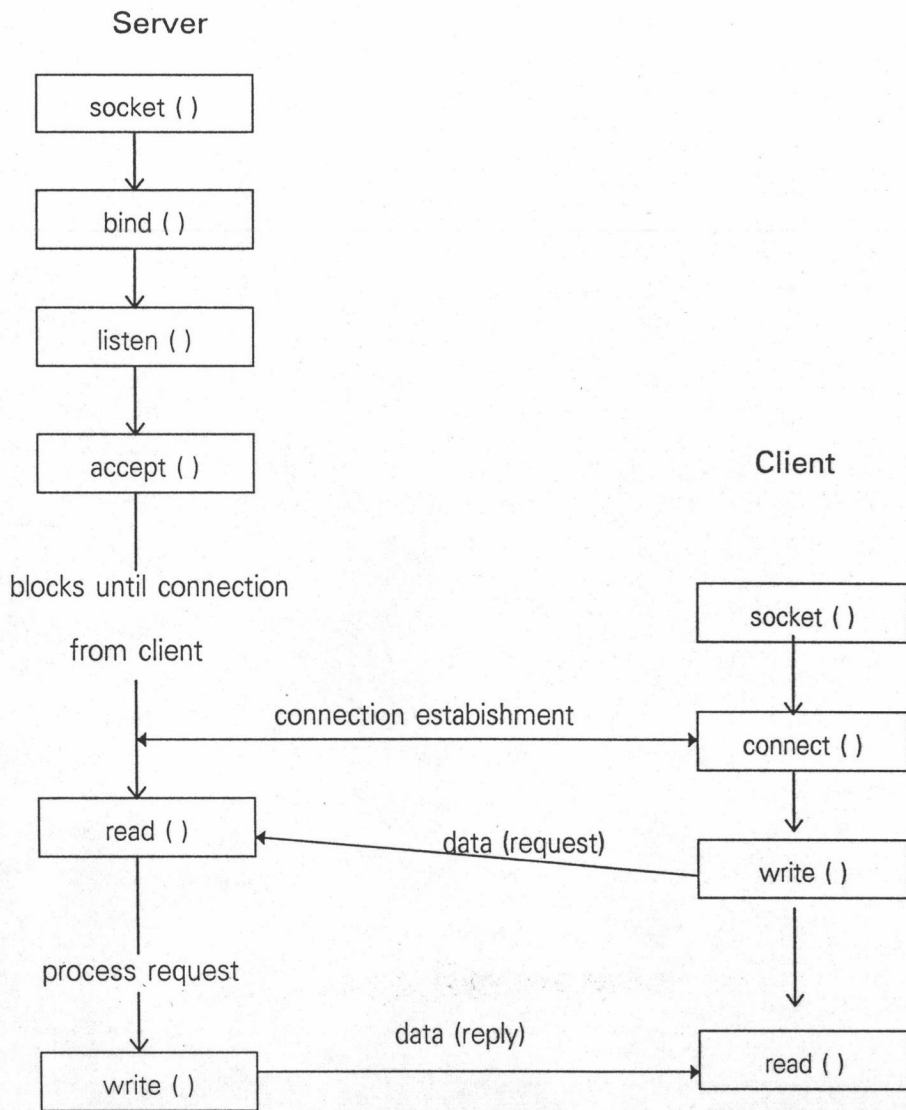 Server
socket ( )
bind ( )
listen ( )
accept ( )
blocks until connection
from client
Client
socket ( )
connection estabishment
connect ( )
read ( )
data (request)
write ( )
process request
data (reply)
write ( )
read ( )